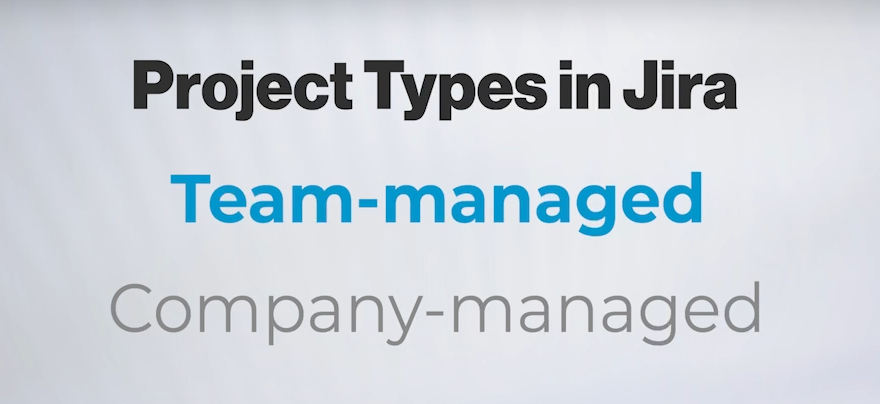 Project Types in Jira
Team-managed
Company-managed